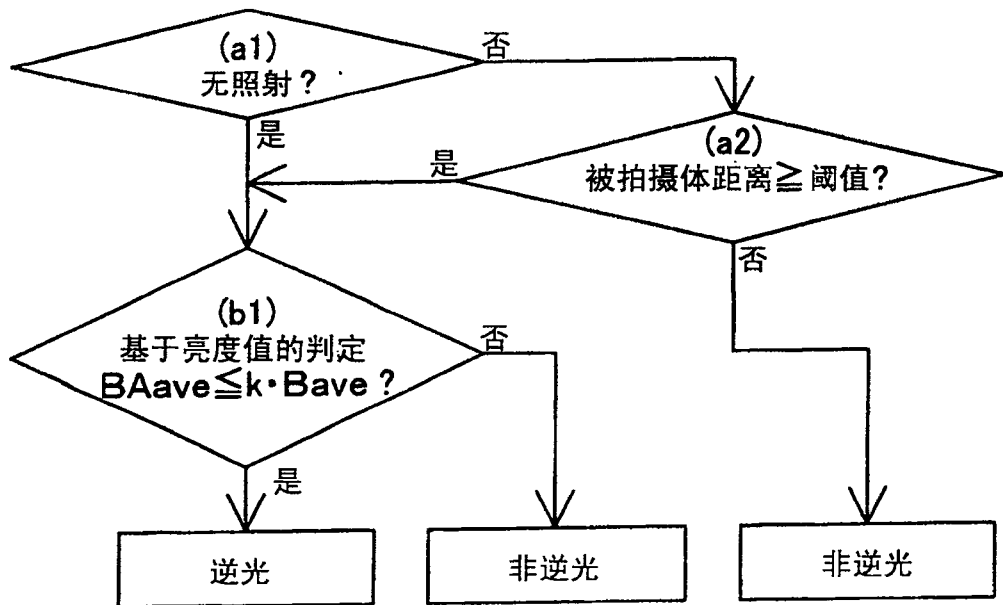 (a1)
无照射？
否
是
(a2)
被拍摄体距离≧阈值？
是
否
(b1)
基于亮度值的判定
BAave≦k·Bave？
否
是
逆光
非逆光
非逆光